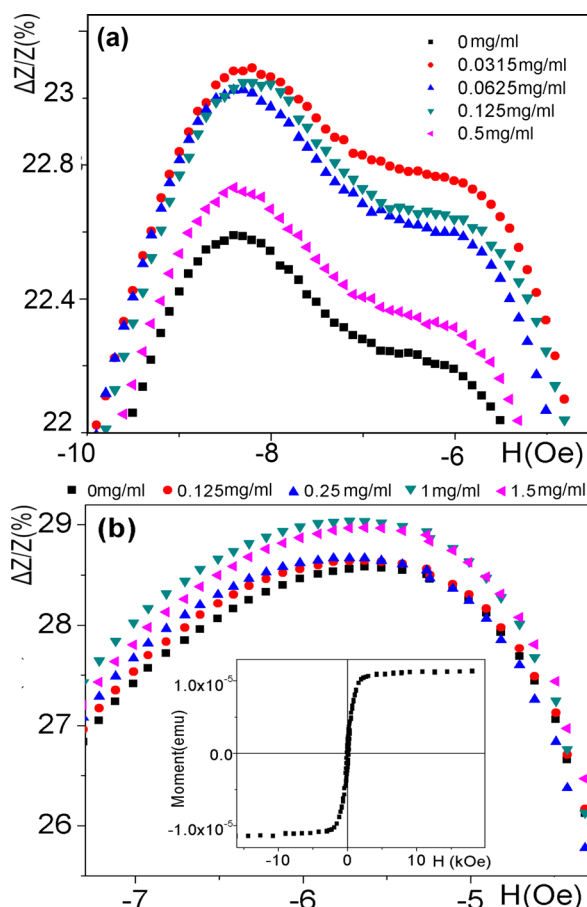 (a)
ΔZ/Z(%)
0mg/ml
0.0315mg/ml
0.0625mg/ml
0.125mg/ml
0.5mg/ml
23
22.8
22.4
22
-10
-8
-6
H(Oe)
0mg/ml 0.125mg/ml 0.25mg/ml 1mg/ml 1.5mg/ml
(b)
ΔZ/Z(%)
29
28
27
26
-7
-6
-5
H(Oe)
Moment(emu)
1.0x10⁻⁵
0.0
-1.0x10⁻⁵
-10
0
10
H (kOe)